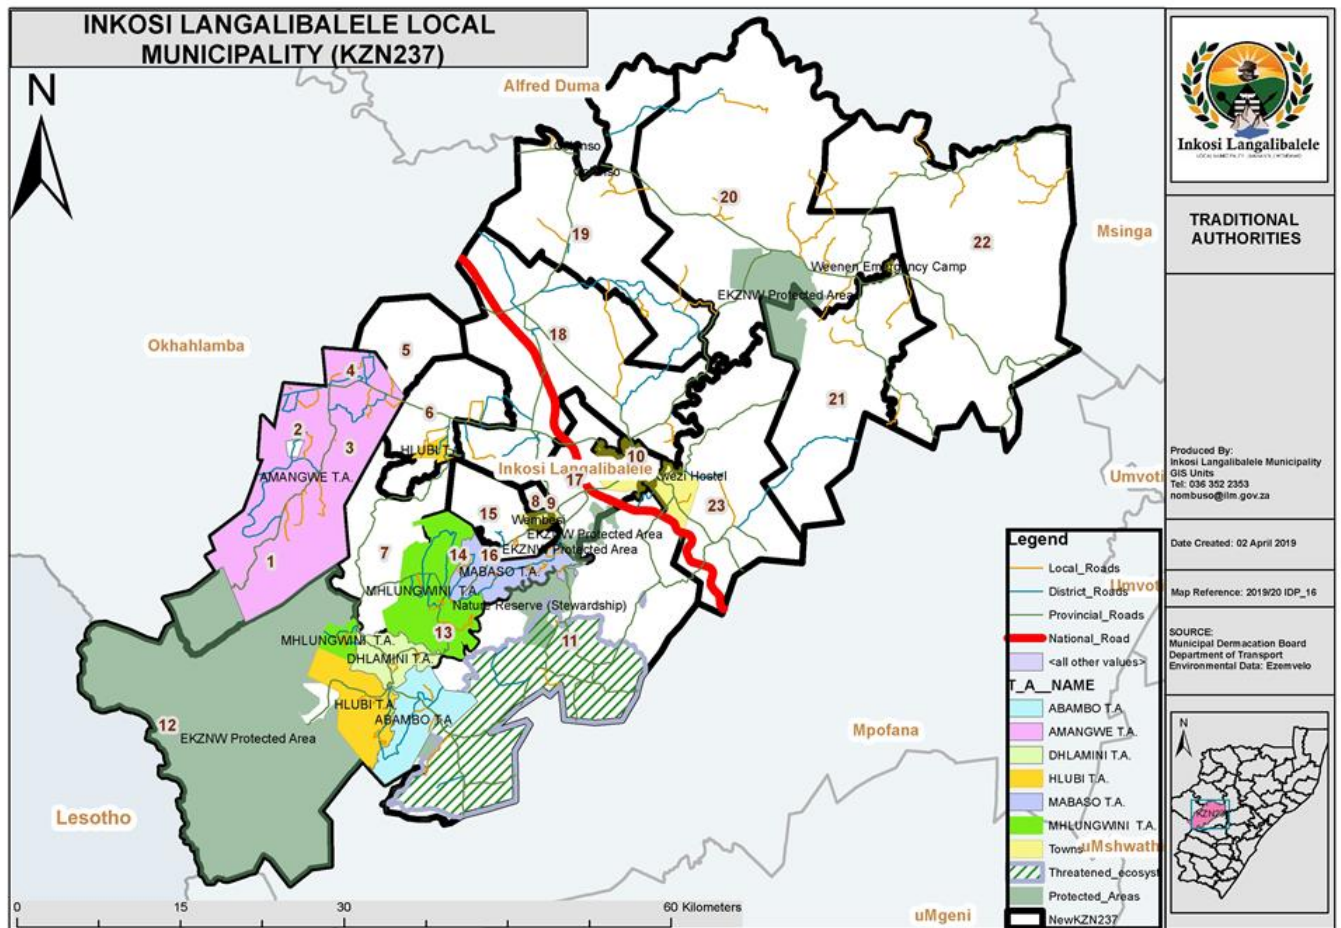 INKOSI LANGALIBALELE LOCAL
MUNICIPALITY (KZN237)
N
Alfred Duma
Okhahlamba
Msinga
Umvoti
Umvoti
Mpofana
uMshwathi
uMgeni
Lesotho
20
19
22
Weenen Emergency Camp
EKZNW Protected Area
18
5
4
21
6
2
3
HLUBI T.
AMANGWE T.A.
10
Inkosi Langalibalele
17
wezi Hostel
8
9
23
15
EKZNW Protected Area
7
14
16
EKZNW Protected Area
1
MABASO T.A.
MHLUNGWINI T.A.
Nature Reserve (Stewardship)
13
11
MHLUNGWINI T.A.
DHLAMINI T.A.
HLUBI T.A.
ABAMBO T.A
12
EKZNW Protected Area
0
15
30
60 Kilometers
Legend
Local_Roads
District_Roads
Provincial_Roads
National_Road
<all other values>
T_A__NAME
ABAMBO T.A.
AMANGWE T.A.
DHLAMINI T.A.
HLUBI T.A.
MABASO T.A.
MHLUNGWINI T.A.
Towns
Threatened_ecosyst
Protected_Areas
NewKZN237
Inkosi Langalibalele
TRADITIONAL
AUTHORITIES
Produced By:
Inkosi Langalibalele Municipality
GIS Units
Tel: 036 352 2353
nombuso@ilm.gov.za
Date Created: 02 April 2019
Map Reference: 2019/20 IDP_16
SOURCE:
Municipal Dermacation Board
Department of Transport
Environmental Data: Ezemvelo
N